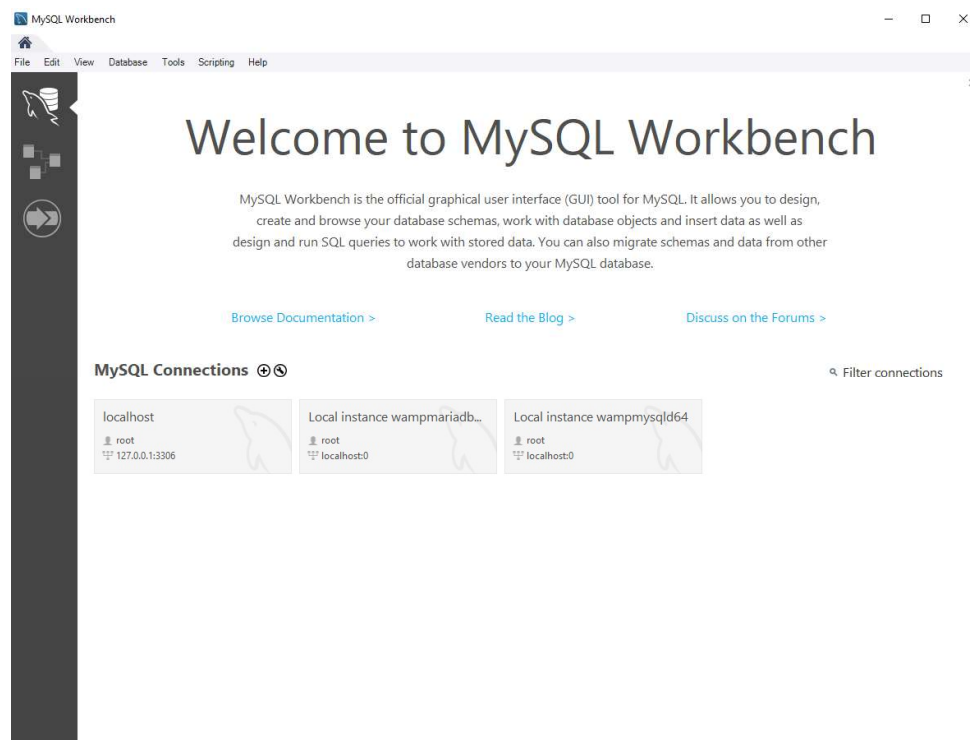 MySQL Workbench
File Edit View Database Tools Scripting Help
Welcome to MySQL Workbench
MySQL Workbench is the official graphical user interface (GUI) tool for MySQL. It allows you to design,
create and browse your database schemas, work with database objects and insert data as well as
design and run SQL queries to work with stored data. You can also migrate schemas and data from other
database vendors to your MySQL database.
Browse Documentation > Read the Blog > Discuss on the Forums >
MySQL Connections Filter connections
localhost Local instance wampmariadb... Local instance wampmysqld64
root root root
127.0.0.1:3306 localhost:0 localhost:0